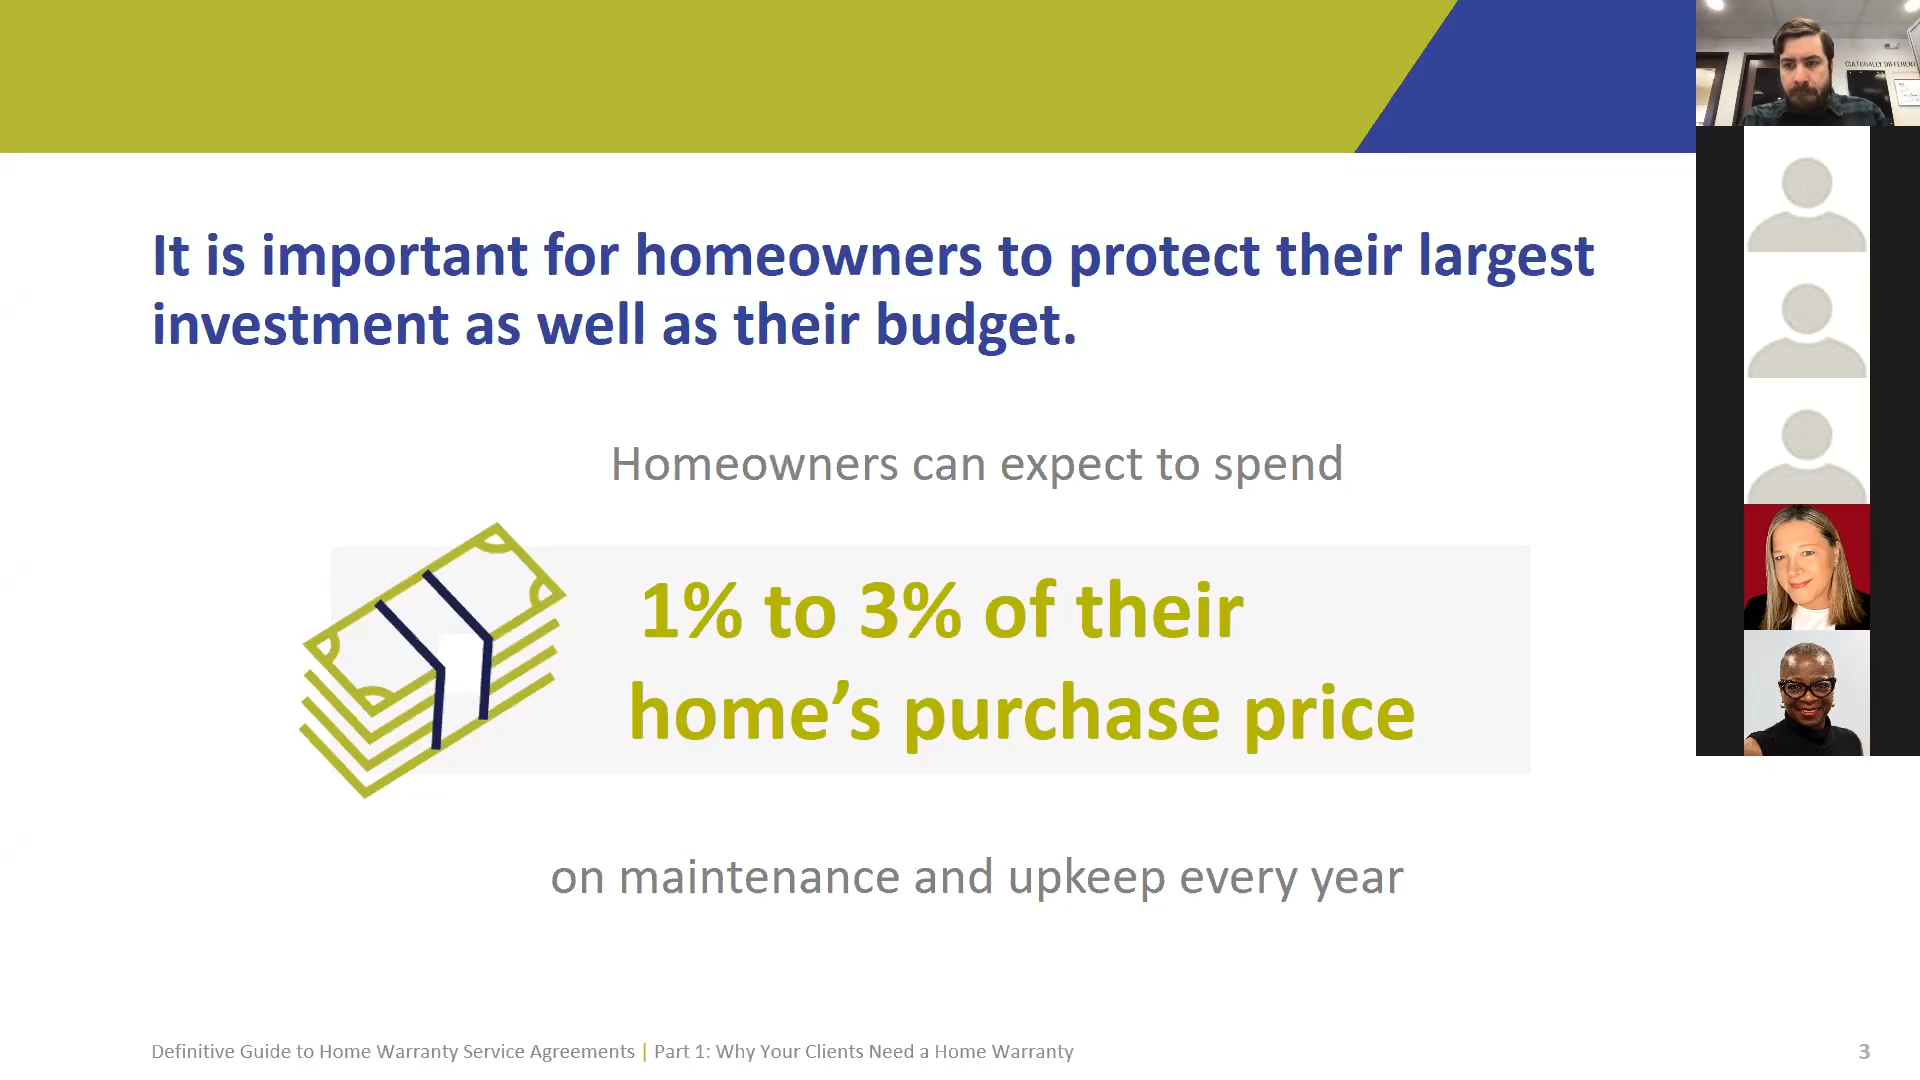 CULTURALLY DIFFERENT
It is important for homeowners to protect their largest
investment as well as their budget.
Homeowners can expect to spend
1% to 3% of their
home’s purchase price
on maintenance and upkeep every year
Definitive Guide to Home Warranty Service Agreements | Part 1: Why Your Clients Need a Home Warranty
3